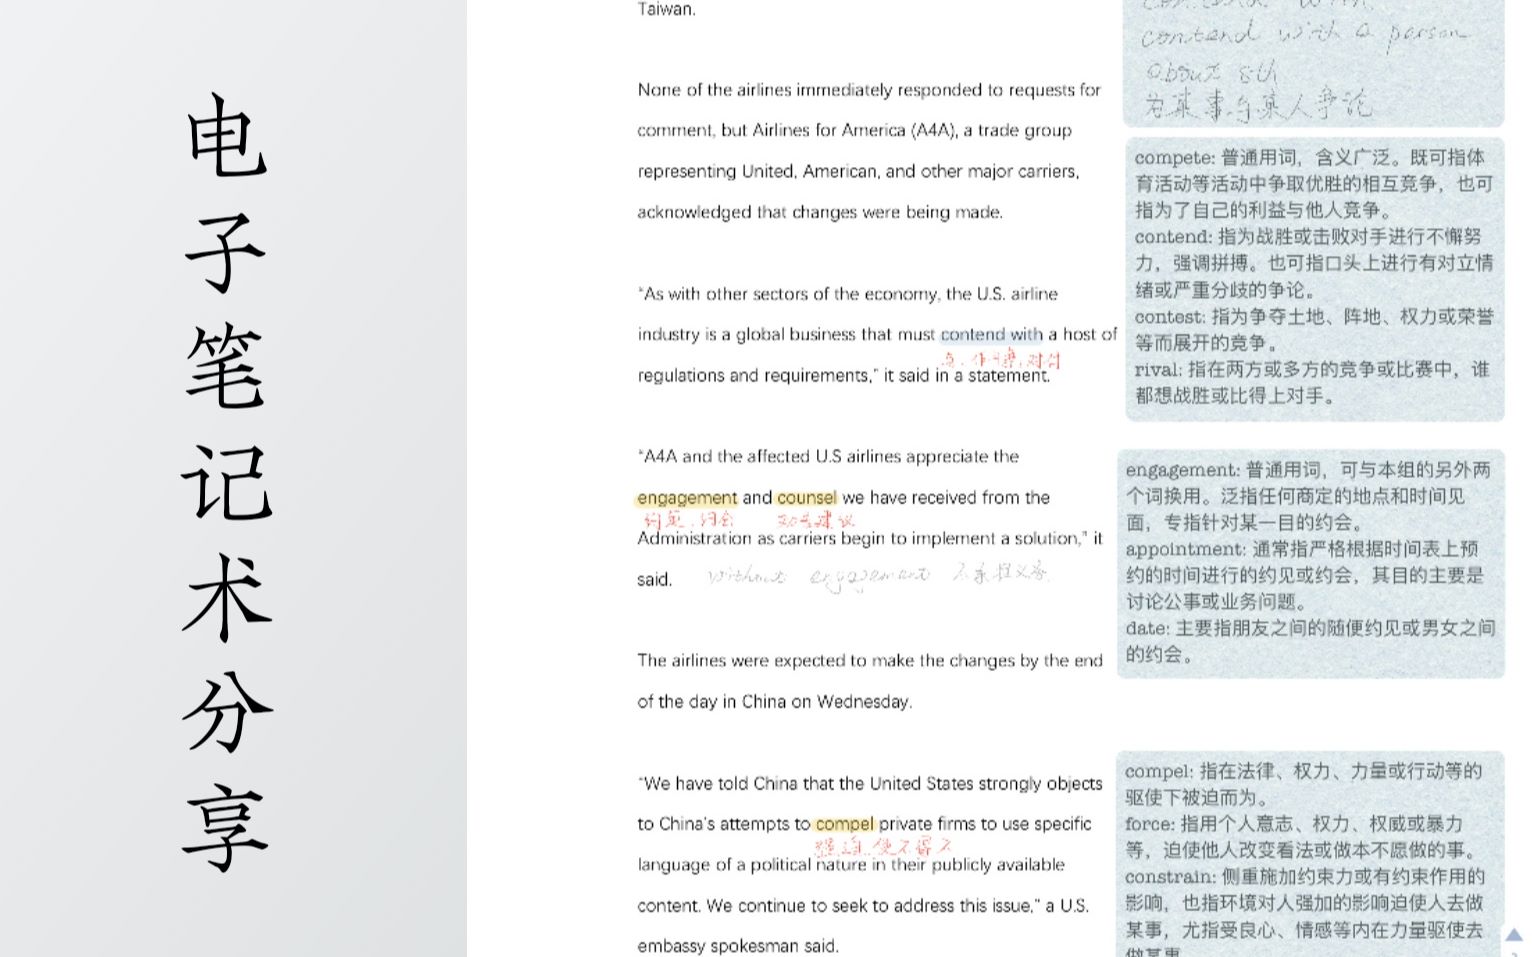 电子笔记术分享
Taiwan.
None of the airlines immediately responded to requests for
comment, but Airlines for America (A4A), a trade group
representing United, American, and other major carriers,
acknowledged that changes were being made.
“As with other sectors of the economy, the U.S. airline
industry is a global business that must contend with a host of
对付
regulations and requirements,” it said in a statement.
“A4A and the affected U.S airlines appreciate the
engagement and counsel we have received from the
约定.约会 劝告建议
Administration as carriers begin to implement a solution,” it
said. without engagement 不承担义务
The airlines were expected to make the changes by the end
of the day in China on Wednesday.
“We have told China that the United States strongly objects
to China’s attempts to compel private firms to use specific
强迫.使不得不
language of a political nature in their publicly available
content. We continue to seek to address this issue,” a U.S.
embassy spokesman said.
contend with a person
about sth
为某事与某人争论
compete: 普通用词，含义广泛。既可指体
育活动等活动中争取优胜的相互竞争，也可
指为了自己的利益与他人竞争。
contend: 指为战胜或击败对手进行不懈努
力，强调拼搏。也可指口头上进行有对立情
绪或严重分歧的争论。
contest: 指为争夺土地、阵地、权力或荣誉
等而展开的竞争。
rival: 指在两方或多方的竞争或比赛中，谁
都想战胜或比得上对手。
engagement: 普通用词，可与本组的另外两
个词换用。泛指任何商定的地点和时间见
面，专指针对某一目的约会。
appointment: 通常指严格根据时间表上预
约的时间进行的约见或约会，其目的主要是
讨论公事或业务问题。
date: 主要指朋友之间的随便约见或男女之间
的约会。
compel: 指在法律、权力、力量或行动等的
驱使下被迫而为。
force: 指用个人意志、权力、权威或暴力
等，迫使他人改变看法或做本不愿做的事。
constrain: 侧重施加约束力或有约束作用的
影响，也指环境对人强加的影响迫使人去做
某事，尤指受良心、情感等内在力量驱使去
做某事